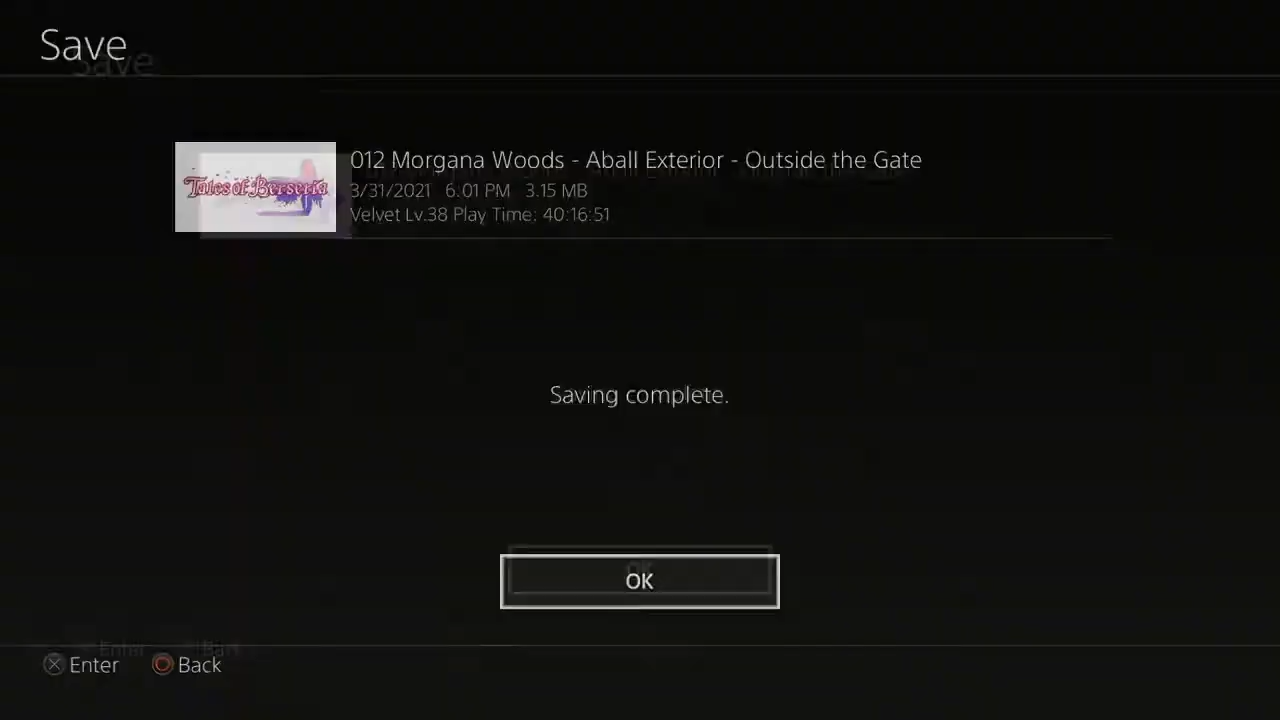 Save
012 Morgana Woods - Aball Exterior - Outside the Gate
Tales of Berseria
3/31/2021 6.01 PM 3.15 MB
Velvet Lv.38 Play Time: 40:16:51
Saving complete.
OK
Enter Back